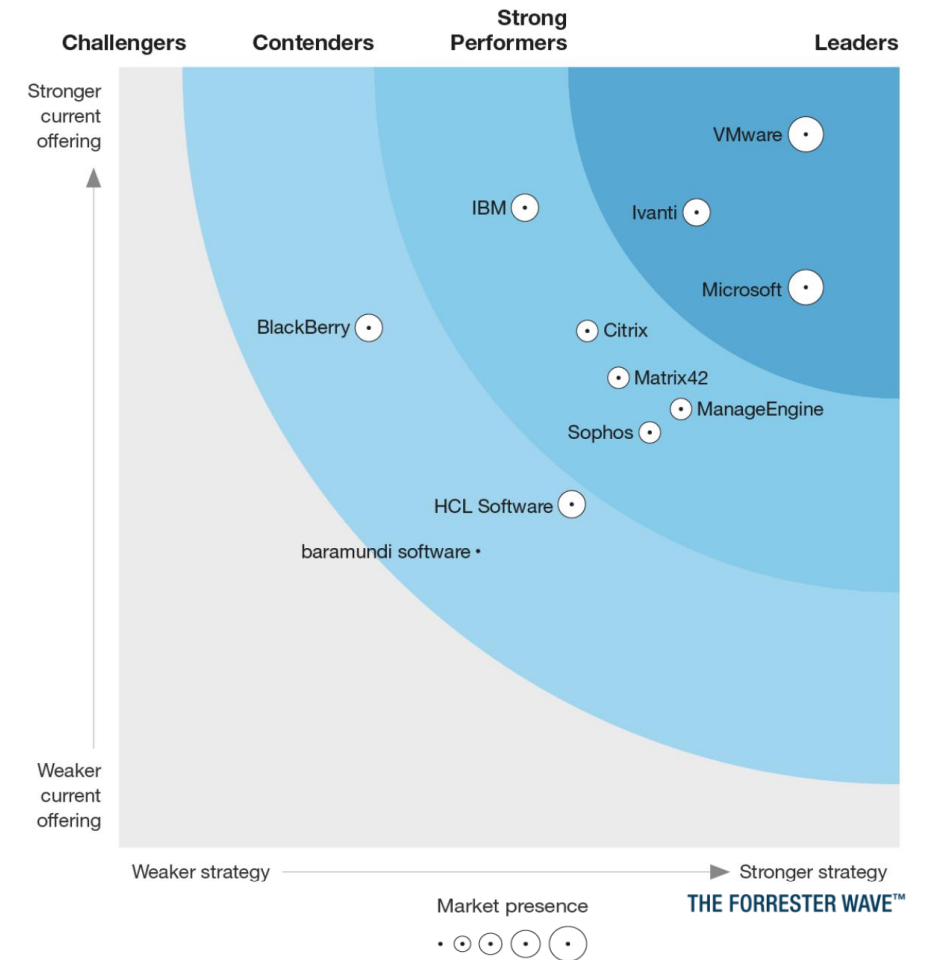 Strong
Challengers Contenders Performers Leaders
Stronger
current
offering
VMware
IBM
Ivanti
Microsoft
BlackBerry
Citrix
Matrix42
ManageEngine
Sophos
HCL Software
baramundi software
Weaker
current
offering
Weaker strategy
Stronger strategy
THE FORRESTER WAVE™
Market presence